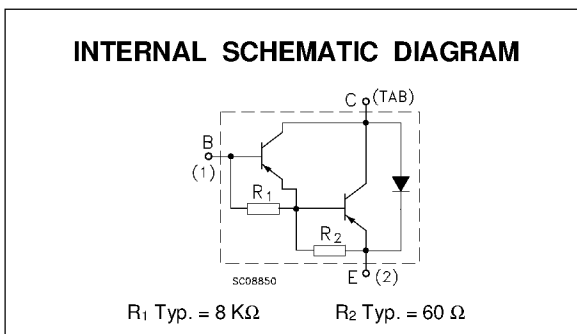 INTERNAL SCHEMATIC DIAGRAM
C (TAB)
B
(1)
R1
R2
SC08850
E (2)
R1 Typ. = 8 KΩ R2 Typ. = 60 Ω